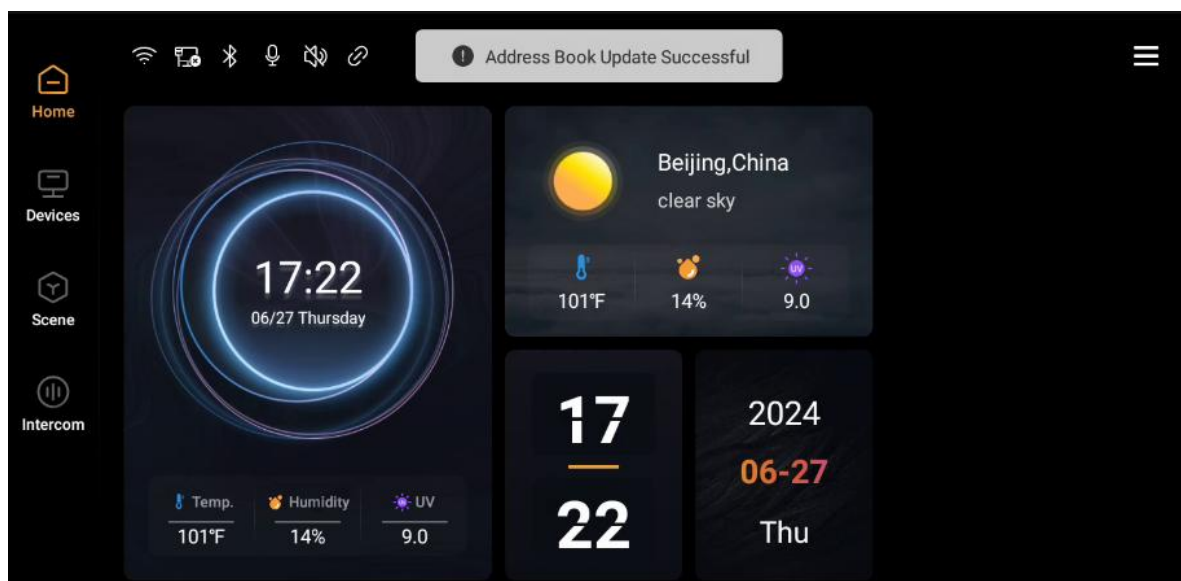 Address Book Update Successful
Home
Devices
Scene
Intercom
17:22
06/27 Thursday
Temp.
Humidity
UV
101°F
14%
9.0
Beijing,China
clear sky
UV
101°F
14%
9.0
17
22
2024
06-27
Thu